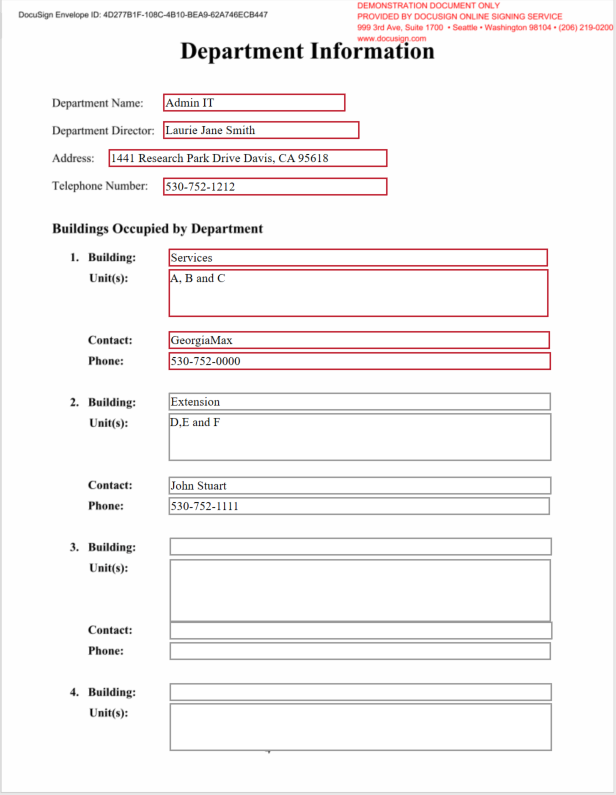 DocuSign Envelope ID: 4D277B1F-108C-4B10-BEA9-62A746ECB447
DEMONSTRATION DOCUMENT ONLY
PROVIDED BY DOCUSIGN ONLINE SIGNING SERVICE
999 3rd Ave, Suite 1700 • Seattle • Washington 98104 • (206) 219-0200
www.docusign.com
Department Information
Department Name: Admin IT
Department Director: Laurie Jane Smith
Address: 1441 Research Park Drive Davis, CA 95618
Telephone Number: 530-752-1212
Buildings Occupied by Department
1. Building: Services
Unit(s): A, B and C
Contact: GeorgiaMax
Phone: 530-752-0000
2. Building: Extension
Unit(s): D,E and F
Contact: John Stuart
Phone: 530-752-1111
3. Building:
Unit(s):
Contact:
Phone:
4. Building:
Unit(s):